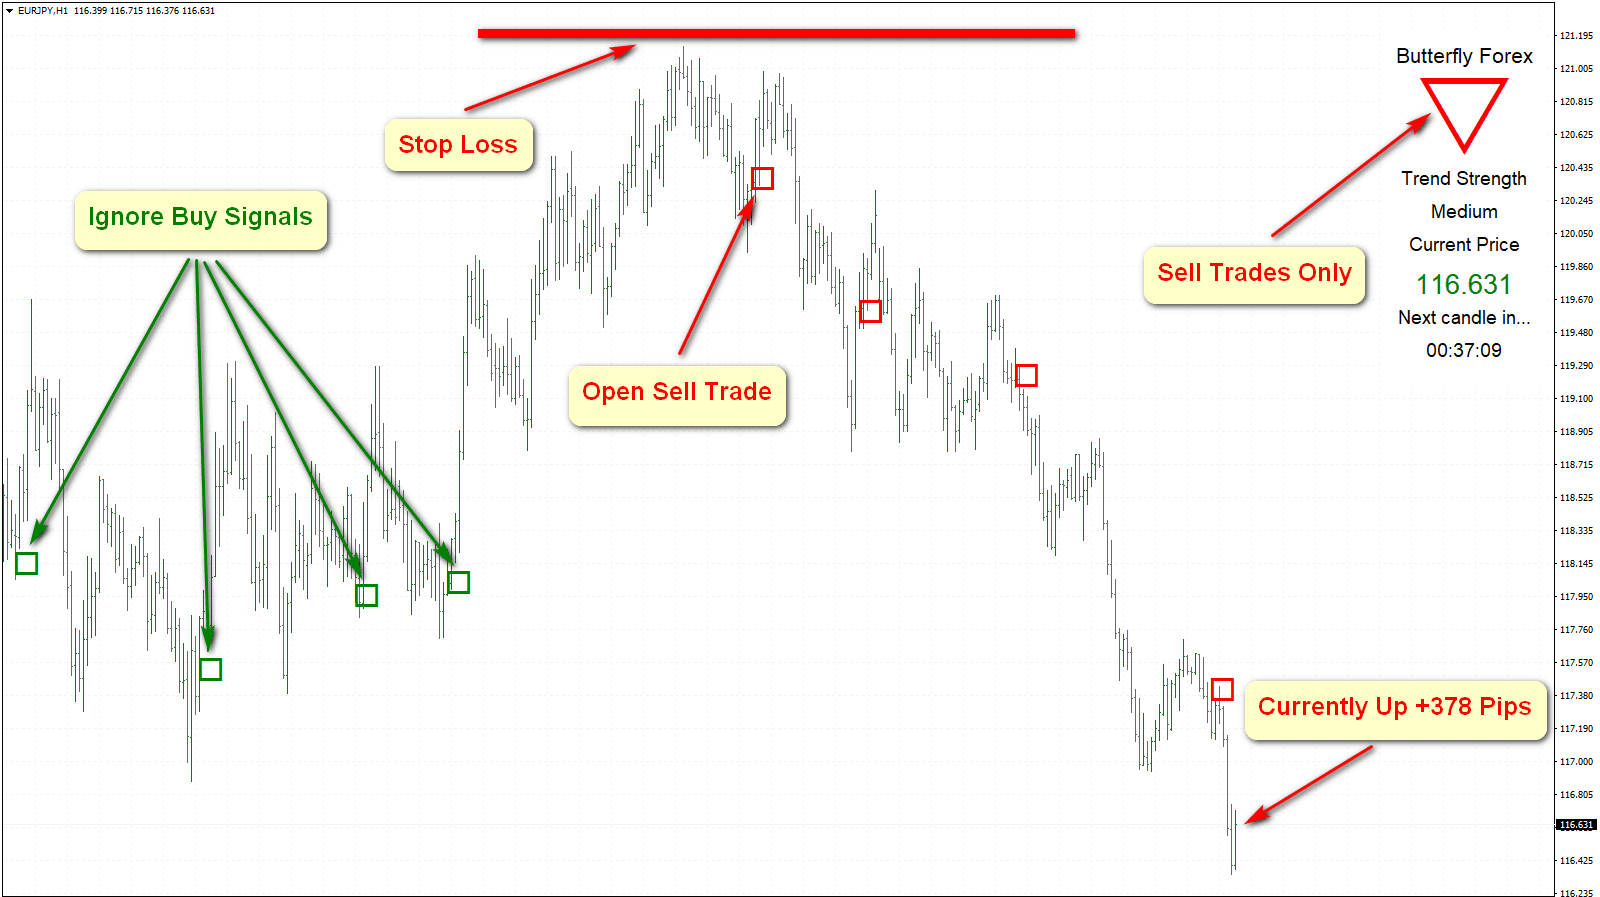 EURJPY,H1 116.399 116.715 116.376 116.631
Butterfly Forex
Stop Loss
Trend Strength
Medium
Current Price
116.631
Next candle in...
00:37:09
Ignore Buy Signals
Sell Trades Only
Open Sell Trade
Currently Up +378 Pips
121.195
121.005
120.815
120.625
120.435
120.245
120.050
119.860
119.670
119.480
119.290
119.100
118.905
118.715
118.525
118.335
118.145
117.950
117.760
117.570
117.380
117.190
117.000
116.805
116.631
116.425
116.235